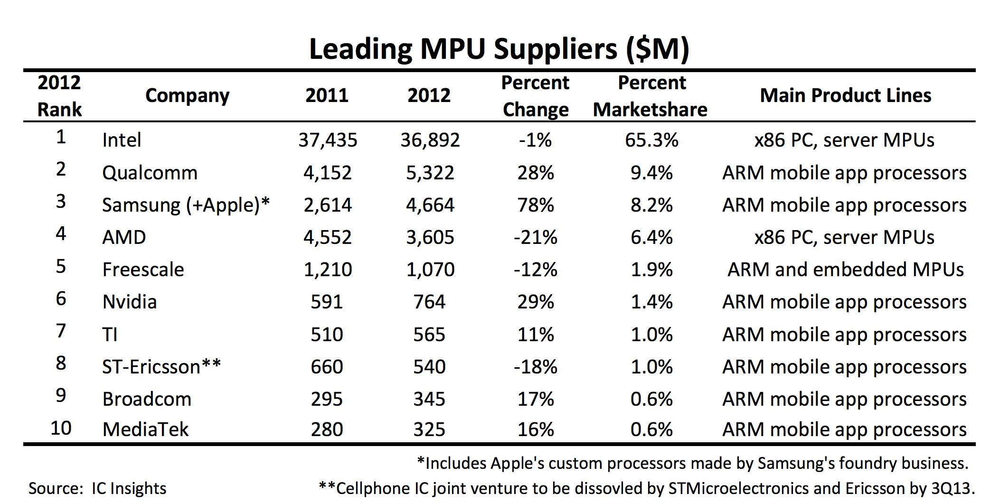 Leading MPU Suppliers ($M)
2012 Rank Company 2011 2012 Percent Change Percent Marketshare Main Product Lines
1 Intel 37,435 36,892 -1% 65.3% x86 PC, server MPUs
2 Qualcomm 4,152 5,322 28% 9.4% ARM mobile app processors
3 Samsung (+Apple)* 2,614 4,664 78% 8.2% ARM mobile app processors
4 AMD 4,552 3,605 -21% 6.4% x86 PC, server MPUs
5 Freescale 1,210 1,070 -12% 1.9% ARM and embedded MPUs
6 Nvidia 591 764 29% 1.4% ARM mobile app processors
7 TI 510 565 11% 1.0% ARM mobile app processors
8 ST-Ericsson** 660 540 -18% 1.0% ARM mobile app processors
9 Broadcom 295 345 17% 0.6% ARM mobile app processors
10 MediaTek 280 325 16% 0.6% ARM mobile app processors
*Includes Apple's custom processors made by Samsung's foundry business.
Source: IC Insights **Cellphone IC joint venture to be dissovled by STMicroelectronics and Ericsson by 3Q13.